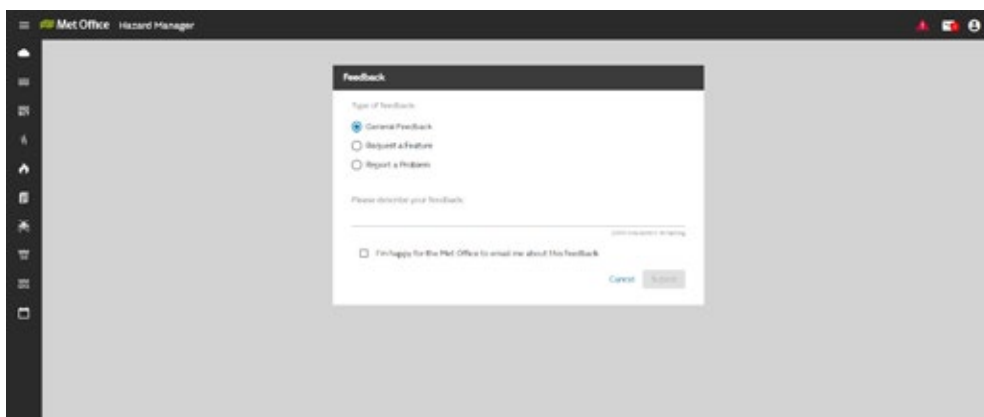 Met Office Hazard Manager
Feedback
Type of feedback:
General Feedback
Request a Feature
Report a Problem
Please describe your feedback:
I'm happy for the Met Office to email me about this feedback
Cancel Submit